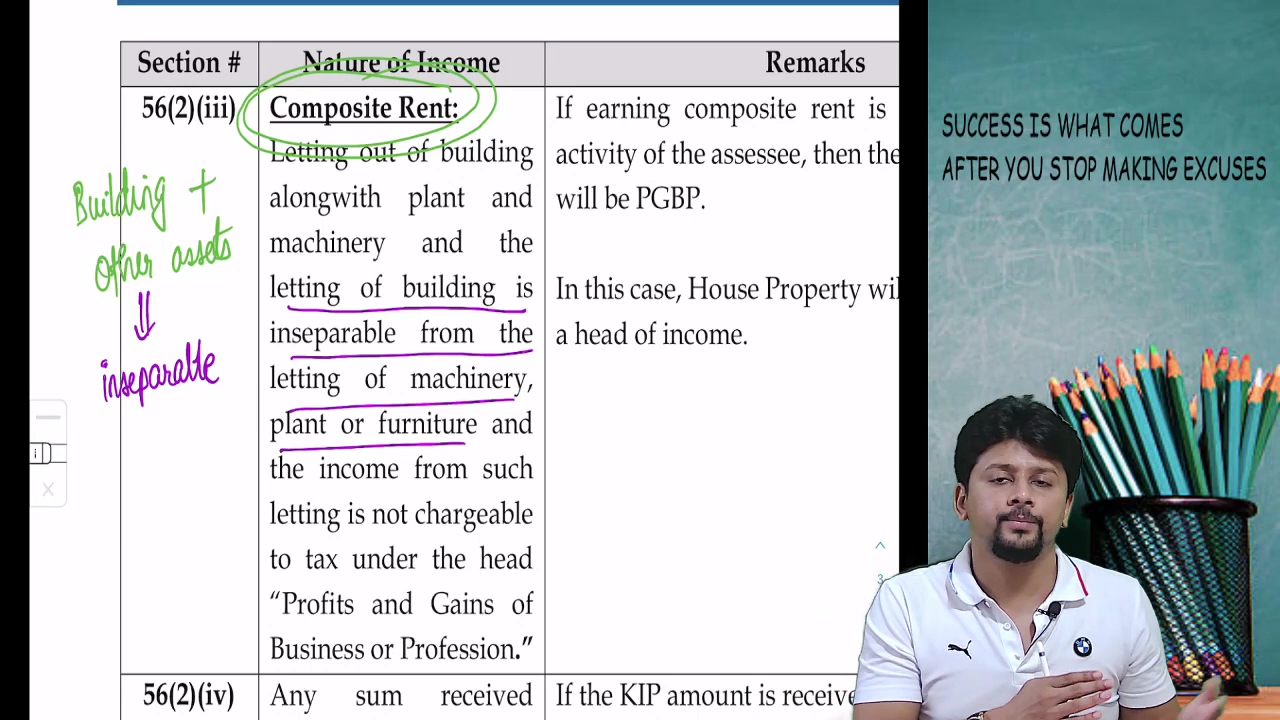 Section #
Nature of Income
Remarks
56(2)(iii)
Composite Rent:
Letting out of building
alongwith plant and
machinery and the
letting of building is
inseparable from the
letting of machinery,
plant or furniture and
the income from such
letting is not chargeable
to tax under the head
“Profits and Gains of
Business or Profession.”
If earning composite rent is
activity of the assessee, then the
will be PGBP.
In this case, House Property
a head of income.
Building +
other assets
⇓
inseparable
56(2)(iv)
Any sum received
If the KIP amount is
3
SUCCESS IS WHAT COMES
AFTER YOU STOP MAKING EXCUSES